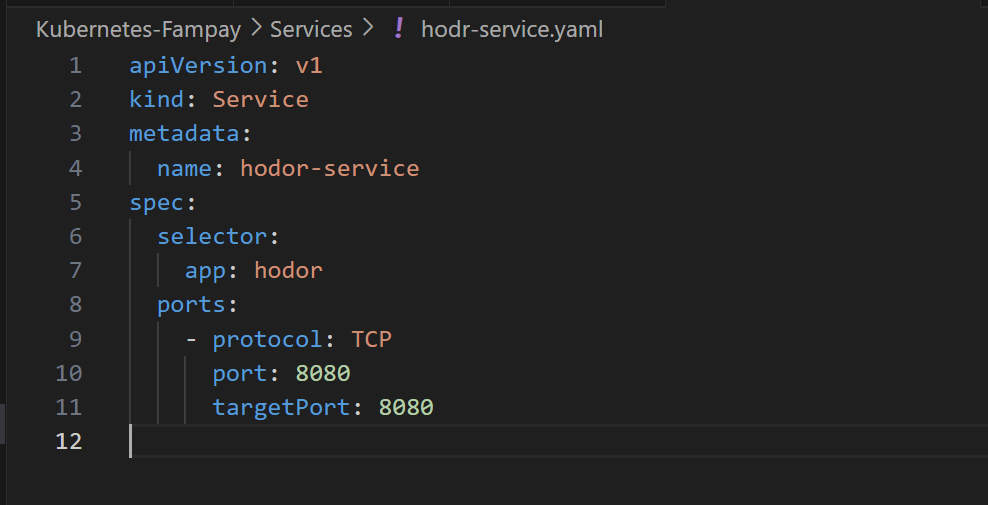 Kubernetes-Fampay > Services > ! hodr-service.yaml
1 apiVersion: v1
2 kind: Service
3 metadata:
4   name: hodor-service
5 spec:
6   selector:
7     app: hodor
8   ports:
9     - protocol: TCP
10       port: 8080
11       targetPort: 8080
12